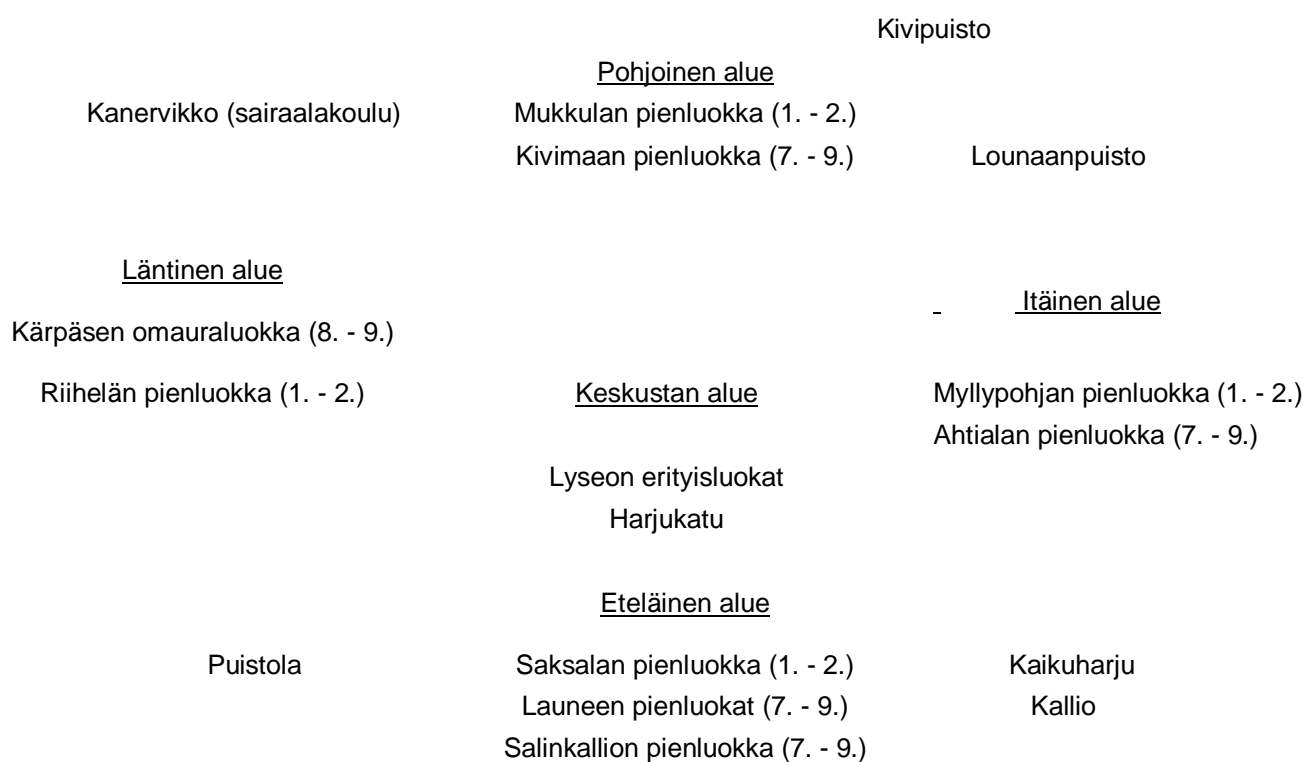 Kivipuisto
Pohjoinen alue
Kanervikko (sairaalakoulu) Mukkulan pienluokka (1. - 2.)
Kivimaan pienluokka (7. - 9.) Lounaanpuisto
Läntinen alue
Itäinen alue
Kärpäsen omauraluokka (8. - 9.)
Riihelän pienluokka (1. - 2.) Keskustan alue Myllypohjan pienluokka (1. - 2.)
Ahtialan pienluokka (7. - 9.)
Lyseon erityisluokat
Harjukatu
Eteläinen alue
Puistola Saksalan pienluokka (1. - 2.) Kaikuharju
Launeen pienluokat (7. - 9.) Kallio
Salinkallion pienluokka (7. - 9.)